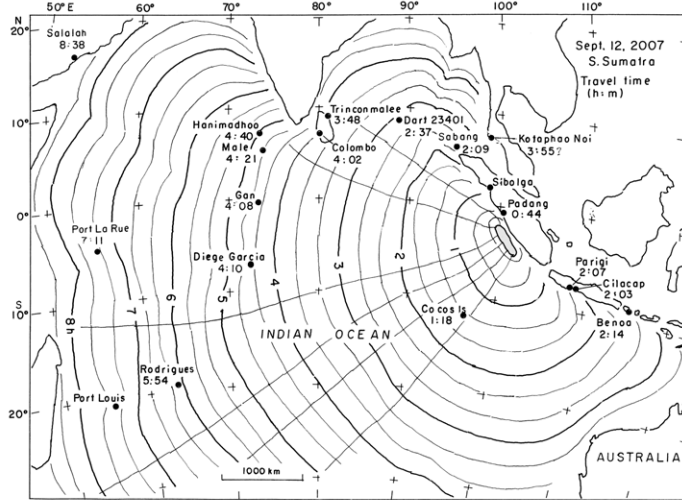 50°E
60°
70°
80°
90°
100°
110°
N
20°
Salalah
8:38
Sept. 12, 2007
S. Sumatra
Travel time
(h:m)
10°
Hanimadhoo
4:40
Male
4:21
Trinconmalee
3:48
Colombo
4:02
Dart 23401
2:37
Sabang
2:09
Kotaphao Noi
3:55?
Gan
4:08
Sibolga
Padang
0:44
0°
Port La Rue
7:11
Diege Garcia
4:10
Parigi
2:07
Cilacap
2:03
Benoa
2:14
8h
7
6
5
4
3
2
1
S
10°
Cocos Is
1:18
INDIAN OCEAN
Rodrigues
5:54
Port Louis
20°
1000 km
AUSTRALIA